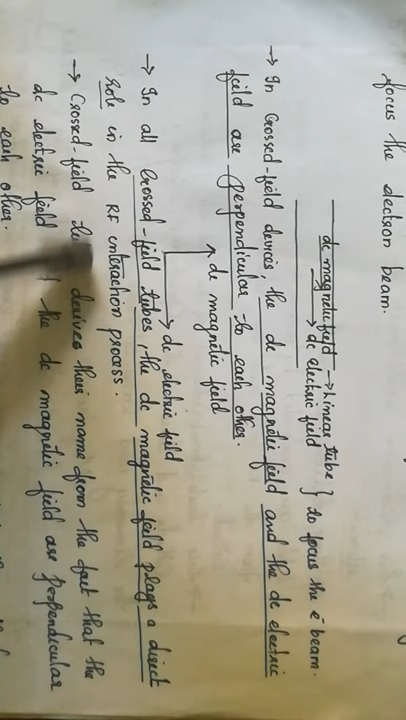 focus the electron beam.
dc magnetic field → Linear tube } to focus the e⁻ beam.
→ dc electric field
→ In Crossed-field devices, the dc magnetic field and the dc electric
field are perpendicular to each other.
dc magnetic field
→ dc electric field
→ In all Crossed-field tubes, the dc magnetic field plays a direct
role in the RF interaction process.
→ Crossed-field derives their name from the fact that the
dc electric field the dc magnetic field are perpendicular
to each other.